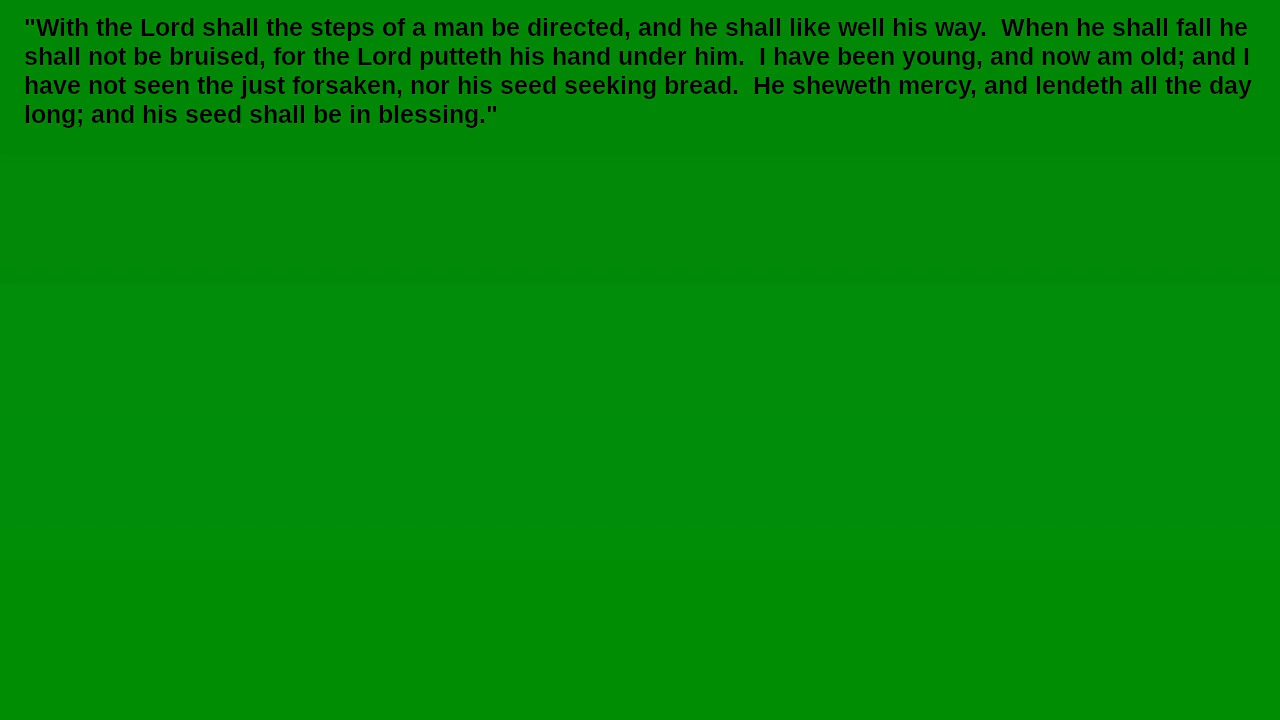 "With the Lord shall the steps of a man be directed, and he shall like well his way.  When he shall fall he
shall not be bruised, for the Lord putteth his hand under him.  I have been young, and now am old; and I
have not seen the just forsaken, nor his seed seeking bread.  He sheweth mercy, and lendeth all the day
long; and his seed shall be in blessing."